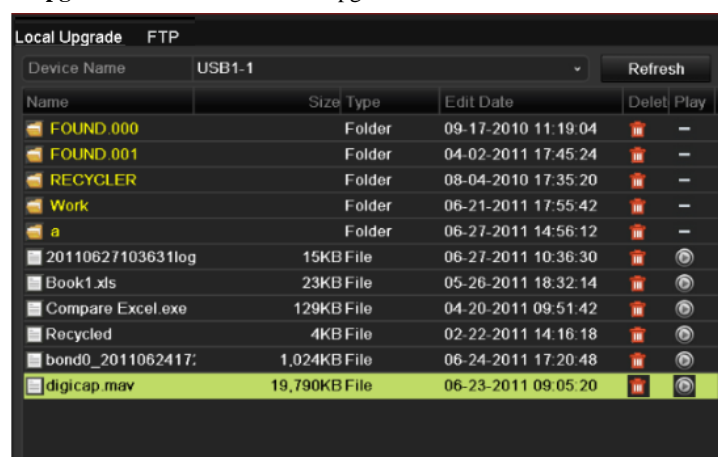 Local Upgrade FTP
Device Name USB1-1 Refresh
Name Size Type Edit Date Delet Play
FOUND.000 Folder 09-17-2010 11:19:04 –
FOUND.001 Folder 04-02-2011 17:45:24 –
RECYCLER Folder 08-04-2010 17:35:20 –
Work Folder 06-21-2011 17:55:42 –
a Folder 06-27-2011 14:56:12 –
20110627103631log 15KB File 06-27-2011 10:36:30
Book1.xls 23KB File 05-26-2011 18:32:14
Compare Excel.exe 129KB File 04-20-2011 09:51:42
Recycled 4KB File 02-22-2011 14:16:18
bond0_2011062417: 1,024KB File 06-24-2011 17:20:48
digicap.mav 19,790KB File 06-23-2011 09:05:20